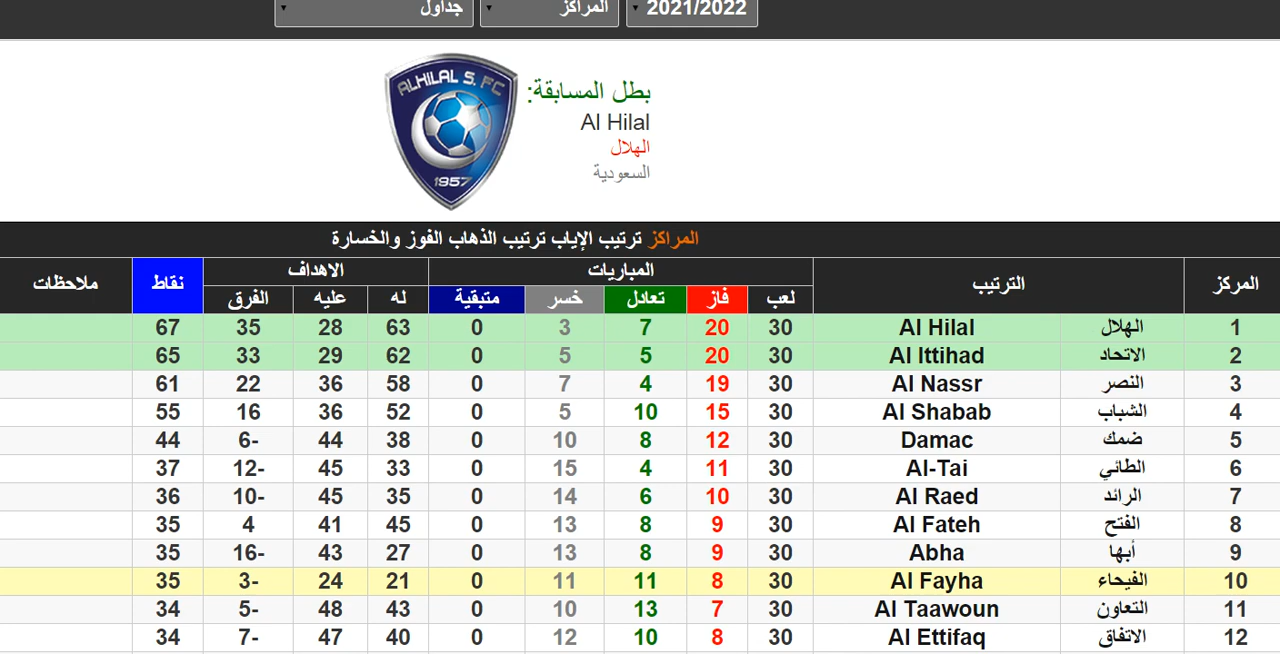 2021/2022 المراكز جداول
ALHILAL S. FC
1957
بطل المسابقة:
Al Hilal
الهلال
السعودية
المراكز ترتيب الإياب ترتيب الذهاب الفوز والخسارة
المركز الترتيب المباريات الاهداف نقاط ملاحظات
لعب فاز تعادل خسر متبقية له عليه الفرق
1 الهلال Al Hilal 30 20 7 3 0 63 28 35 67
2 الاتحاد Al Ittihad 30 20 5 5 0 62 29 33 65
3 النصر Al Nassr 30 19 4 7 0 58 36 22 61
4 الشباب Al Shabab 30 15 10 5 0 52 36 16 55
5 ضمك Damac 30 12 8 10 0 38 44 6- 44
6 الطائي Al-Tai 30 11 4 15 0 33 45 12- 37
7 الرائد Al Raed 30 10 6 14 0 35 45 10- 36
8 الفتح Al Fateh 30 9 8 13 0 45 41 4 35
9 أبها Abha 30 9 8 13 0 27 43 16- 35
10 الفيحاء Al Fayha 30 8 11 11 0 21 24 3- 35
11 التعاون Al Taawoun 30 7 13 10 0 43 48 5- 34
12 الاتفاق Al Ettifaq 30 8 10 12 0 40 47 7- 34